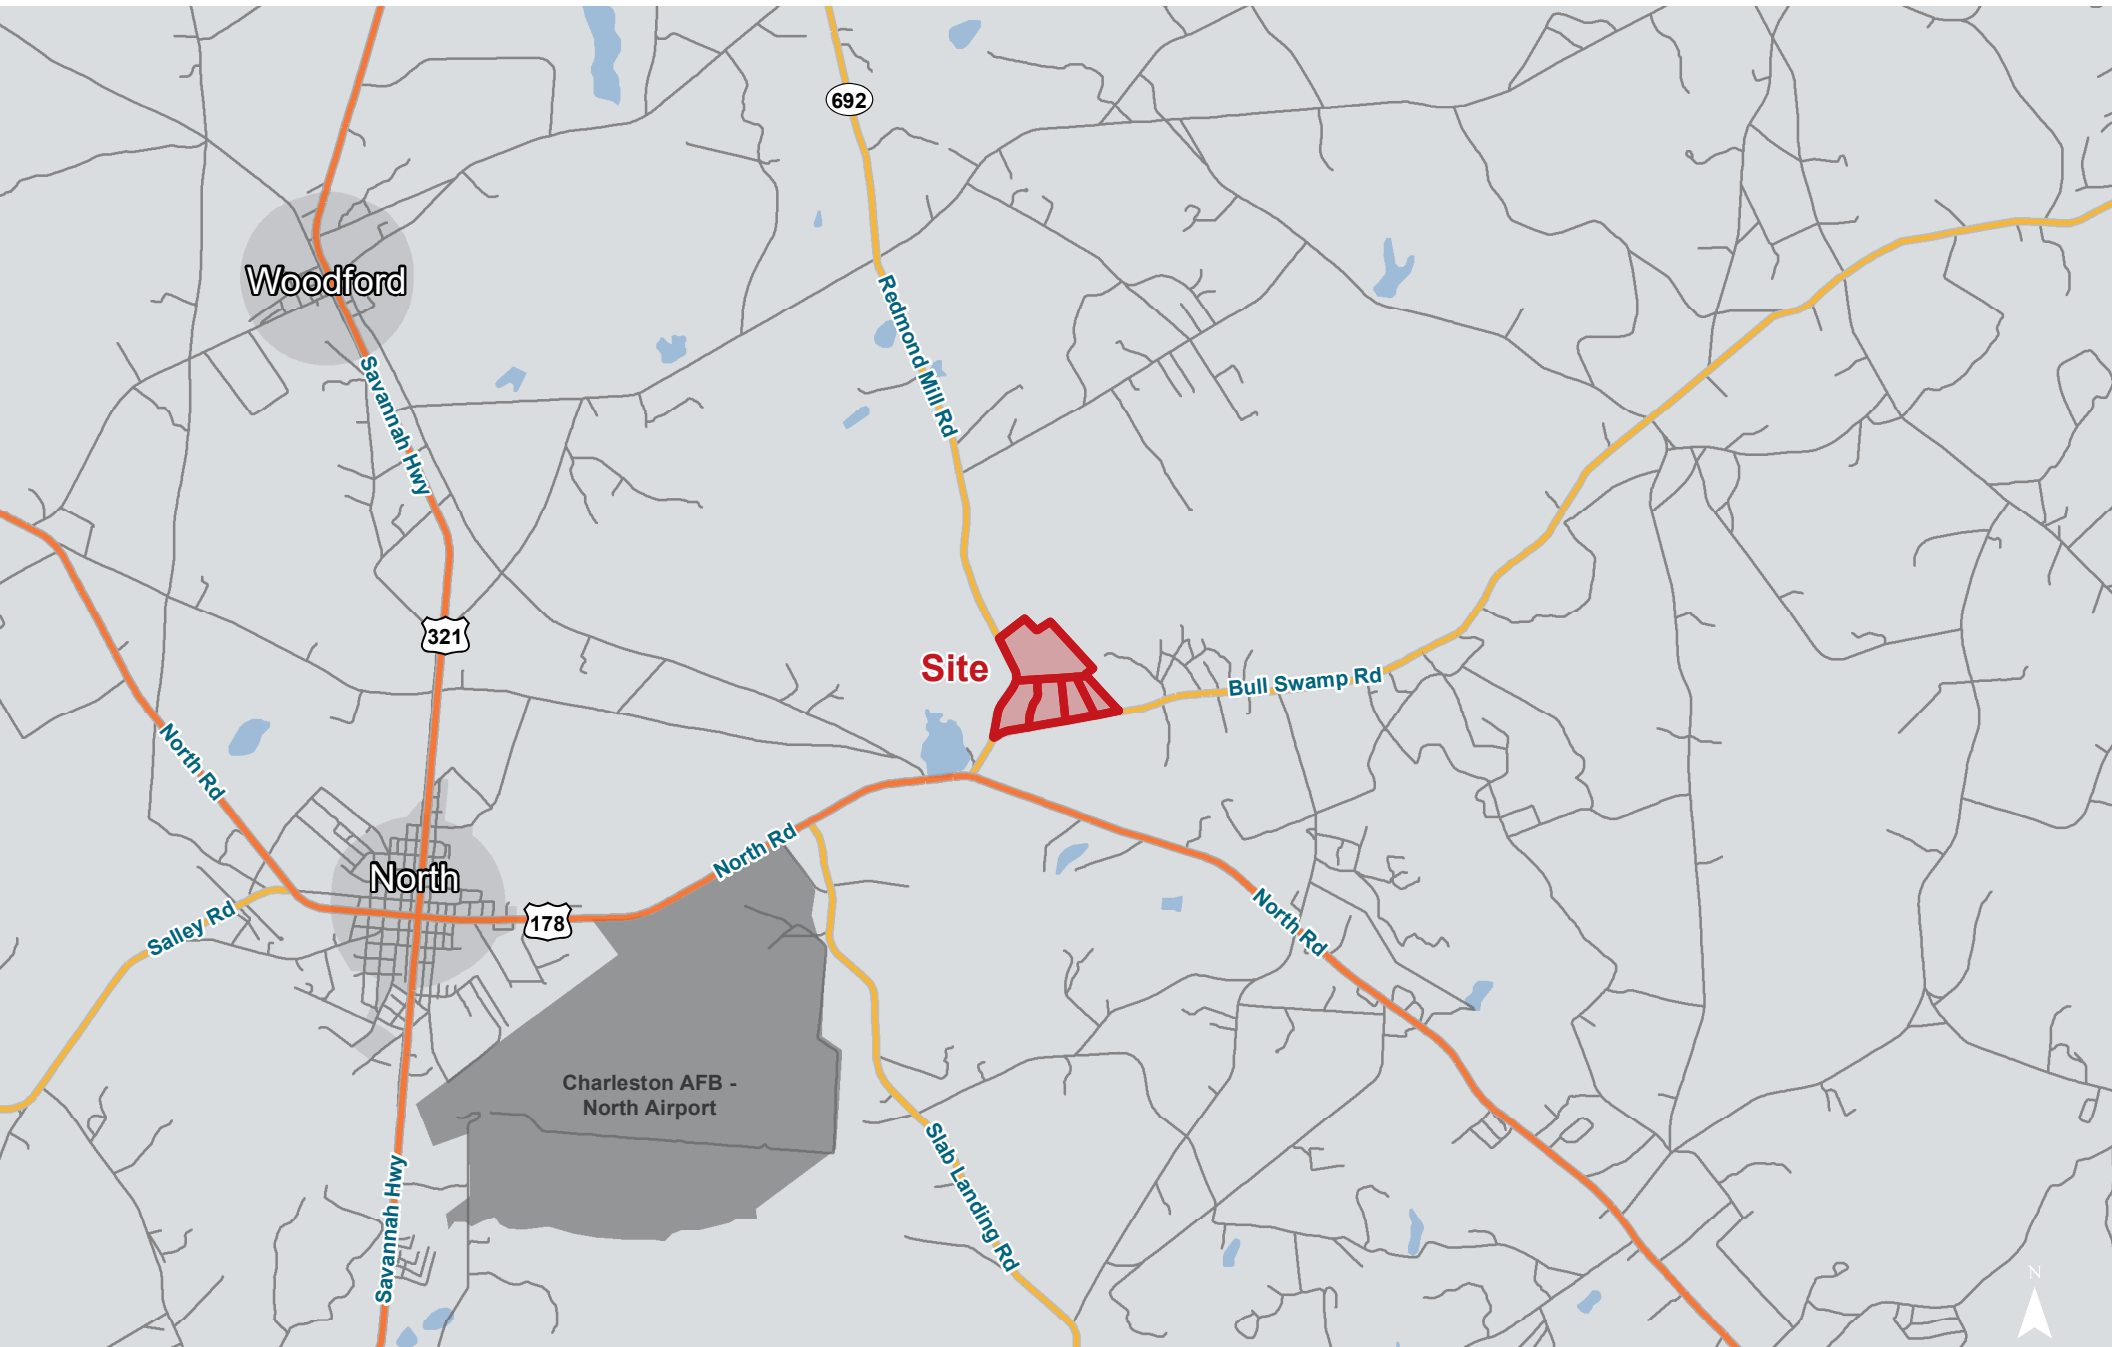 692
Woodford
Redmond Mill Rd
Savannah Hwy
321
Site
Bull Swamp Rd
North Rd
North Rd
North
Salley Rd
178
North Rd
Charleston AFB -
North Airport
Slab Landing Rd
Savannah Hwy
N